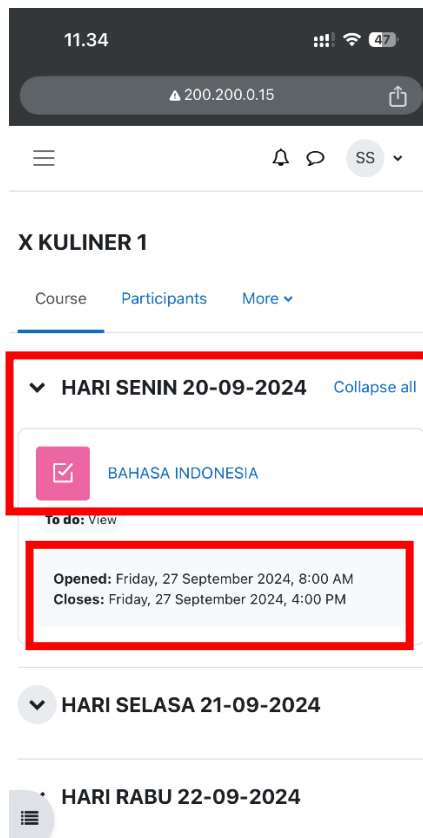 11.34
47
200.200.0.15
SS
X KULINER 1
Course Participants More
HARI SENIN 20-09-2024 Collapse all
BAHASA INDONESIA
To do: View
Opened: Friday, 27 September 2024, 8:00 AM
Closes: Friday, 27 September 2024, 4:00 PM
HARI SELASA 21-09-2024
HARI RABU 22-09-2024